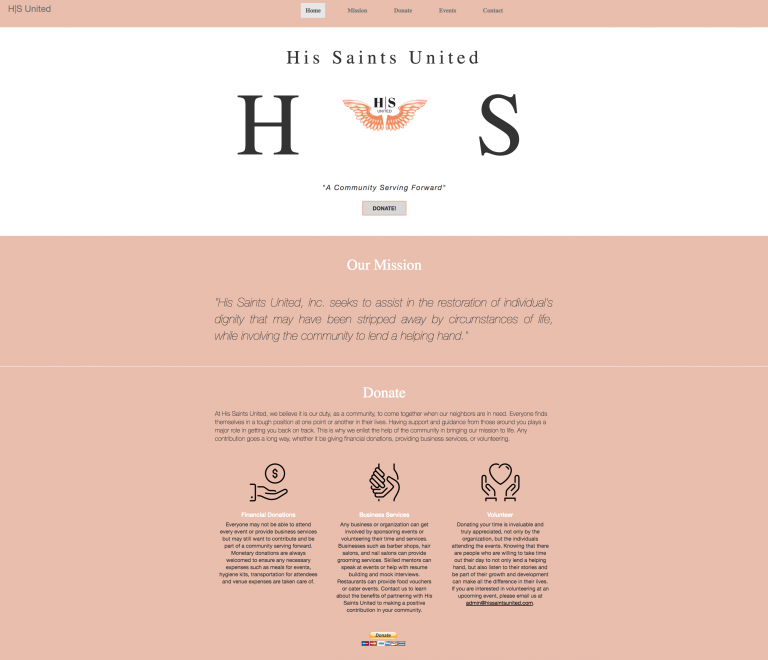 H|S United
Home Mission Donate Events Contact
His Saints United
H S
H|S
UNITED
"A Community Serving Forward"
DONATE!
Our Mission
"His Saints United, Inc. seeks to assist in the restoration of individual's
dignity that may have been stripped away by circumstances of life,
while involving the community to lend a helping hand."
Donate
At His Saints United, we believe it is our duty, as a community, to come together when our neighbors are in need. Everyone finds
themselves in a tough position at one point or another in their lives. Having support and guidance from those around you plays a
major role in getting you back on track. This is why we enlist the help of the community in bringing our mission to life. Any
contribution goes a long way, whether it be giving financial donations, providing business services, or volunteering.
$
Financial Donations
Everyone may not be able to attend
every event or provide business services
but may still want to contribute and be
part of a community serving forward.
Monetary donations are always
welcomed to ensure any necessary
expenses such as meals for events,
hygiene kits, transportation for attendees
and venue expenses are taken care of.
Business Services
Any business or organization can get
involved by sponsoring events or
volunteering their time and services.
Businesses such as barber shops, hair
salons, and nail salons can provide
grooming services. Skilled mentors can
speak at events or help with resume
building and mock interviews.
Restaurants can provide food vouchers
or cater events. Contact us to learn
about the benefits of partnering with His
Saints United to making a positive
contribution in your community.
Volunteer
Donating your time is invaluable and
truly appreciated, not only by the
organization, but the individuals
attending the events. Knowing that there
are people who are willing to take time
out their day to not only lend a helping
hand, but also listen to their stories and
be part of their growth and development
can make all the difference in their lives.
If you are interested in volunteering at an
upcoming event, please email us at
admin@hissaintsunited.com.
Donate